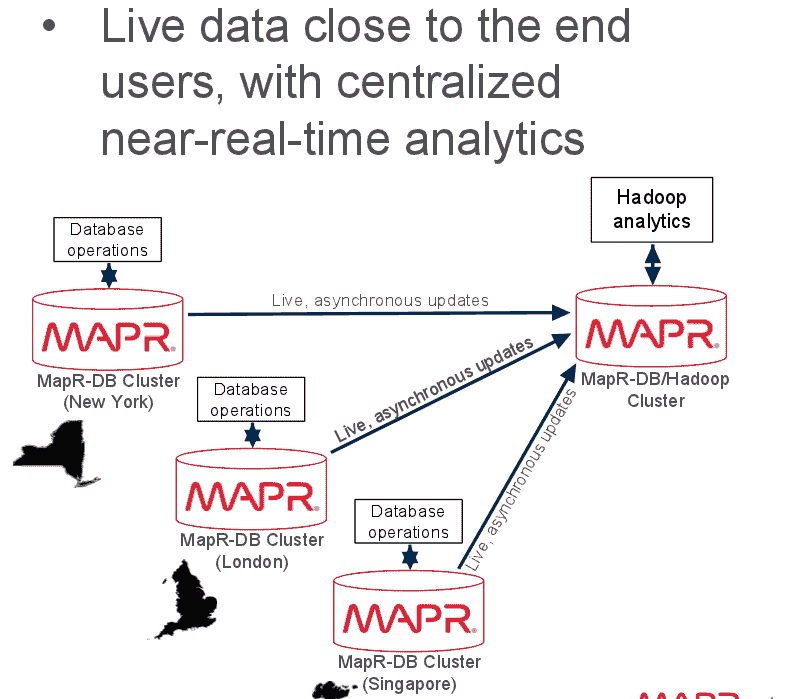 • Live data close to the end
users, with centralized
near-real-time analytics
Hadoop
analytics
Database
operations
Live, asynchronous updates
MAPR®
MapR-DB Cluster
(New York)
MAPR®
MapR-DB/Hadoop
Cluster
Database
operations
Live, asynchronous updates
MAPR®
MapR-DB Cluster
(London)
Database
operations
Live, asynchronous updates
MAPR®
MapR-DB Cluster
(Singapore)
MAPR